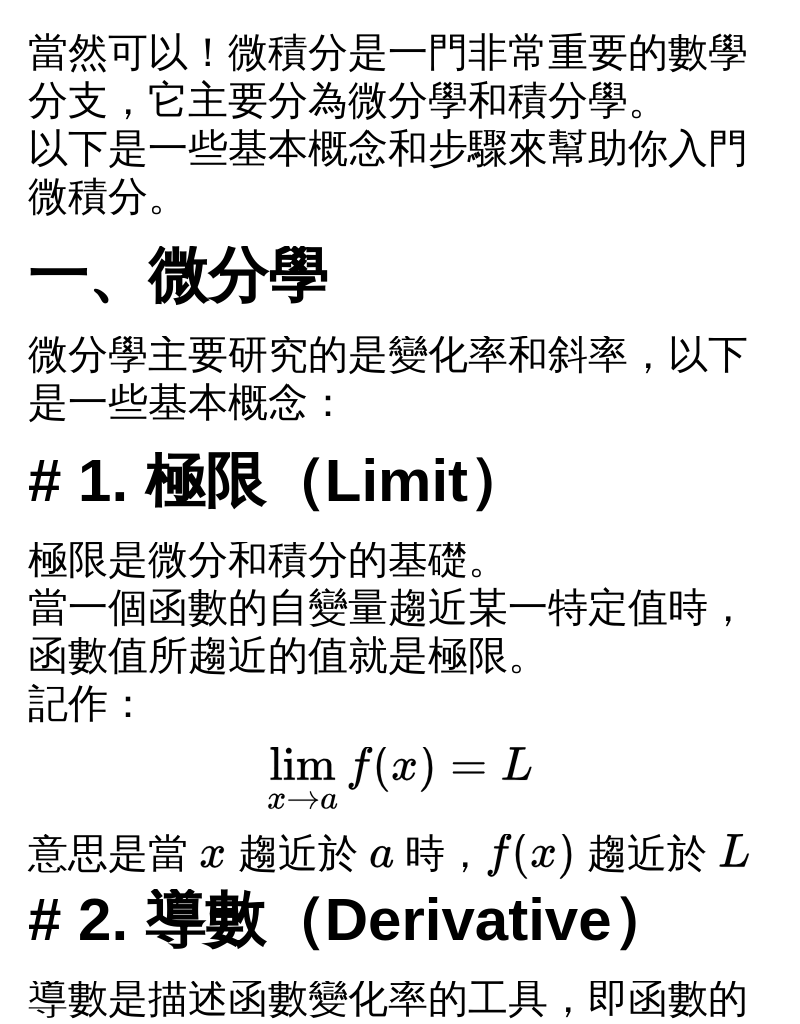 當然可以！微積分是一門非常重要的數學
分支，它主要分為微分學和積分學。
以下是一些基本概念和步驟來幫助你入門
微積分。
一、微分學
微分學主要研究的是變化率和斜率，以下
是一些基本概念：
# 1. 極限（Limit）
極限是微分和積分的基礎。
當一個函數的自變量趨近某一特定值時，
函數值所趨近的值就是極限。
記作：
lim f(x) = L
x→a
意思是當 x 趨近於 a 時，f(x) 趨近於 L
# 2. 導數（Derivative）
導數是描述函數變化率的工具，即函數的